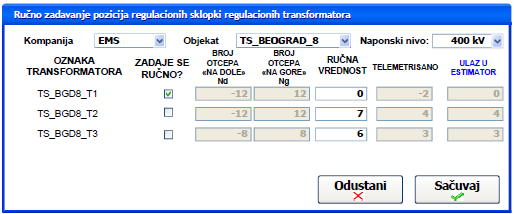 Ručno zadavanje pozicija regulacionih sklopki regulacionih transformatora
Kompanija EMS Objekat TS_BEOGRAD_8 Naponski nivo: 400 kV
OZNAKA TRANSFORMATORA ZADAJE SE RUČNO? BROJ OTCEPA «NA DOLE» Nd BROJ OTCEPA «NA GORE» Ng RUČNA VREDNOST TELEMETRISANO ULAZ U ESTIMATOR
TS_BGD8_T1 -12 12 0 -2 0
TS_BGD8_T2 -12 12 7 4 4
TS_BGD8_T3 -8 8 6 3 3
Odustani Sačuvaj